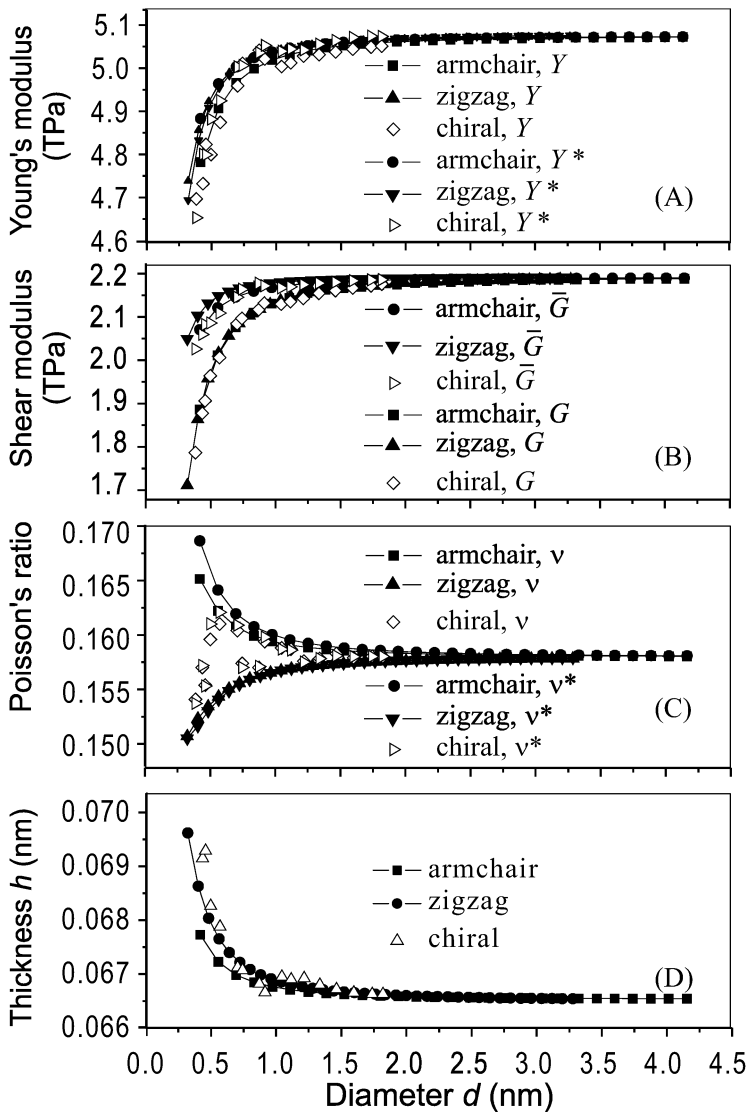 Young's modulus
(TPa)
5.1
5.0
4.9
4.8
4.7
4.6
armchair, Y
zigzag, Y
chiral, Y
armchair, Y*
zigzag, Y*
chiral, Y*
(A)
Shear modulus
(TPa)
2.2
2.1
2.0
1.9
1.8
1.7
armchair, G̅
zigzag, G̅
chiral, G̅
armchair, G
zigzag, G
chiral, G
(B)
Poisson's ratio
0.170
0.165
0.160
0.155
0.150
armchair, ν
zigzag, ν
chiral, ν
armchair, ν*
zigzag, ν*
chiral, ν*
(C)
Thickness h (nm)
0.070
0.069
0.068
0.067
0.066
armchair
zigzag
chiral
(D)
0.0 0.5 1.0 1.5 2.0 2.5 3.0 3.5 4.0 4.5
Diameter d (nm)